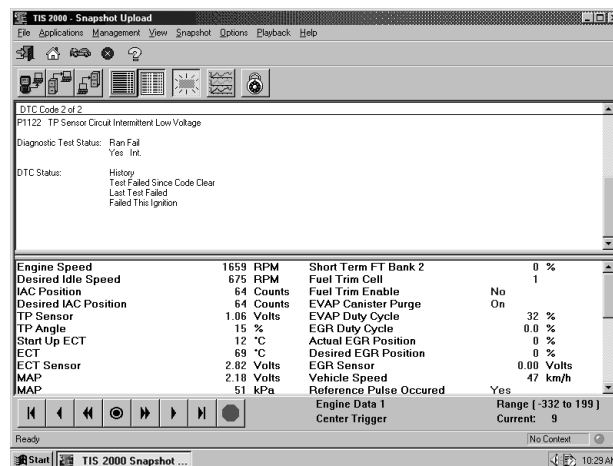 TIS 2000 - Snapshot Upload
File Applications Management View Snapshot Options Playback Help
DTC Code 2 of 2
P1122 TP Sensor Circuit Intermittent Low Voltage
Diagnostic Test Status: Ran Fail
Yes Int.
DTC Status: History
Test Failed Since Code Clear
Last Test Failed
Failed This Ignition
Engine Speed 1659 RPM Short Term FT Bank 2 0 %
Desired Idle Speed 675 RPM Fuel Trim Cell 1
IAC Position 64 Counts Fuel Trim Enable No
Desired IAC Position 64 Counts EVAP Canister Purge On
TP Sensor 1.06 Volts EVAP Duty Cycle 32 %
TP Angle 15 % EGR Duty Cycle 0.0 %
Start Up ECT 12 °C Actual EGR Position 0 %
ECT 69 °C Desired EGR Position 0 %
ECT Sensor 2.82 Volts EGR Sensor 0.00 Volts
MAP 2.18 Volts Vehicle Speed 47 km/h
MAP 51 kPa Reference Pulse Occured Yes
Engine Data 1 Range (-332 to 199 )
Center Trigger Current: 9
Ready No Context
Start TIS 2000 Snapshot ... 10:29 AM